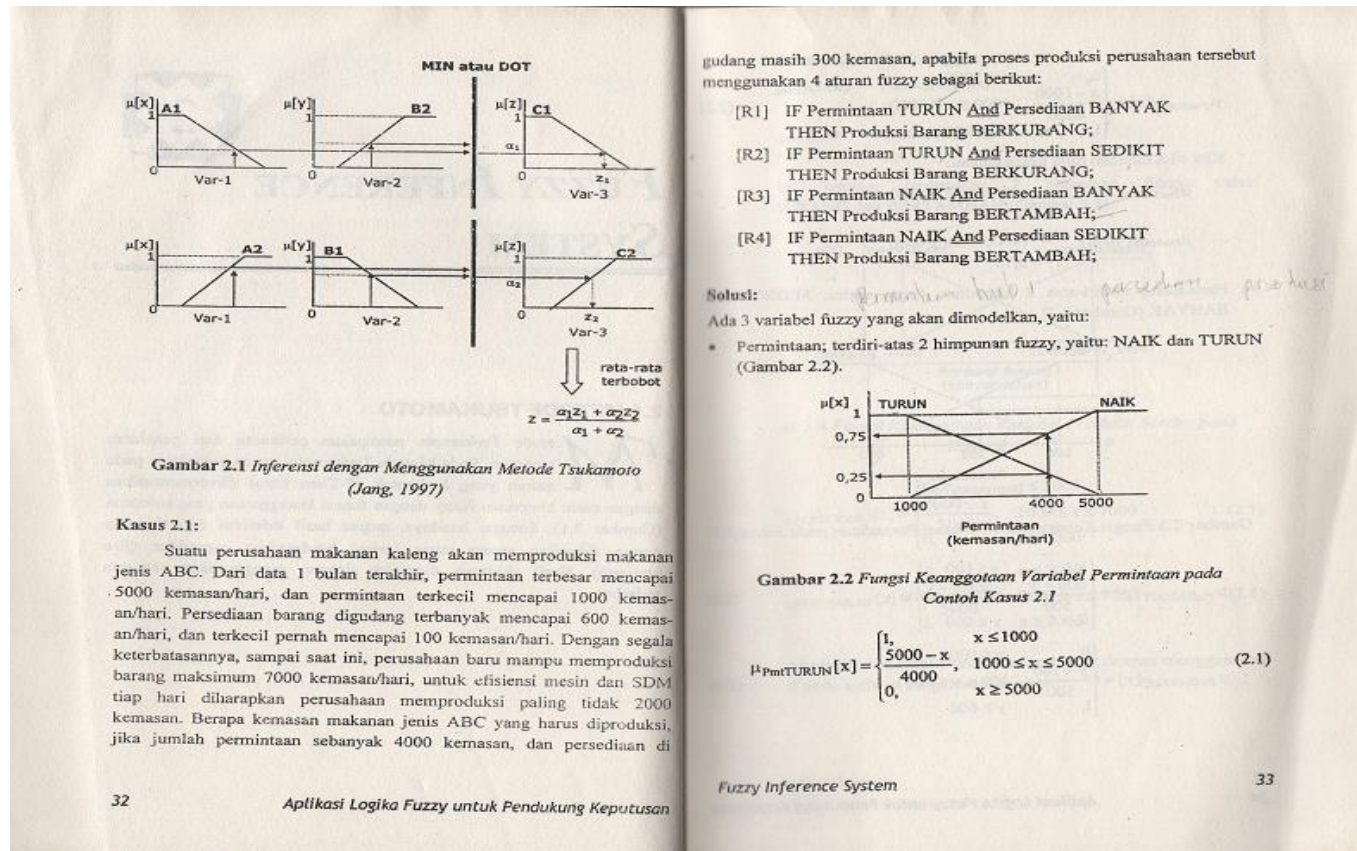 MIN atau DOT
μ[x] A1 μ[y] B2 μ[z] C1
1 1 1
α₁
0 0 0 z₁
Var-1 Var-2 Var-3
μ[x] A2 μ[y] B1 μ[z] C2
1 1 1
α₂
0 0 0 z₂
Var-1 Var-2 Var-3
rata-rata
terbobot
z = α₁z₁ + α₂z₂ / α₁ + α₂
Gambar 2.1 Inferensi dengan Menggunakan Metode Tsukamoto
(Jang, 1997)
Kasus 2.1:
Suatu perusahaan makanan kaleng akan memproduksi makanan
jenis ABC. Dari data 1 bulan terakhir, permintaan terbesar mencapai
5000 kemasan/hari, dan permintaan terkecil mencapai 1000 kemas-
an/hari. Persediaan barang digudang terbanyak mencapai 600 kemas-
an/hari, dan terkecil pernah mencapai 100 kemasan/hari. Dengan segala
keterbatasannya, sampai saat ini, perusahaan baru mampu memproduksi
barang maksimum 7000 kemasan/hari, untuk efisiensi mesin dan SDM
tiap hari diharapkan perusahaan memproduksi paling tidak 2000
kemasan. Berapa kemasan makanan jenis ABC yang harus diproduksi,
jika jumlah permintaan sebanyak 4000 kemasan, dan persediaan di
32 Aplikasi Logika Fuzzy untuk Pendukung Keputusan
gudang masih 300 kemasan, apabila proses produksi perusahaan tersebut
menggunakan 4 aturan fuzzy sebagai berikut:
[R1] IF Permintaan TURUN And Persediaan BANYAK
THEN Produksi Barang BERKURANG;
[R2] IF Permintaan TURUN And Persediaan SEDIKIT
THEN Produksi Barang BERKURANG;
[R3] IF Permintaan NAIK And Persediaan BANYAK
THEN Produksi Barang BERTAMBAH;
[R4] IF Permintaan NAIK And Persediaan SEDIKIT
THEN Produksi Barang BERTAMBAH;
Solusi:
Ada 3 variabel fuzzy yang akan dimodelkan, yaitu:
• Permintaan; terdiri-atas 2 himpunan fuzzy, yaitu: NAIK dan TURUN
(Gambar 2.2).
μ[x] TURUN NAIK
1
0,75
0,25
0
1000 4000 5000
Permintaan
(kemasan/hari)
Gambar 2.2 Fungsi Keanggotaan Variabel Permintaan pada
Contoh Kasus 2.1
1, x ≤ 1000
μPmtTURUN[x] = 5000 − x / 4000, 1000 ≤ x ≤ 5000 (2.1)
0, x ≥ 5000
Fuzzy Inference System 33